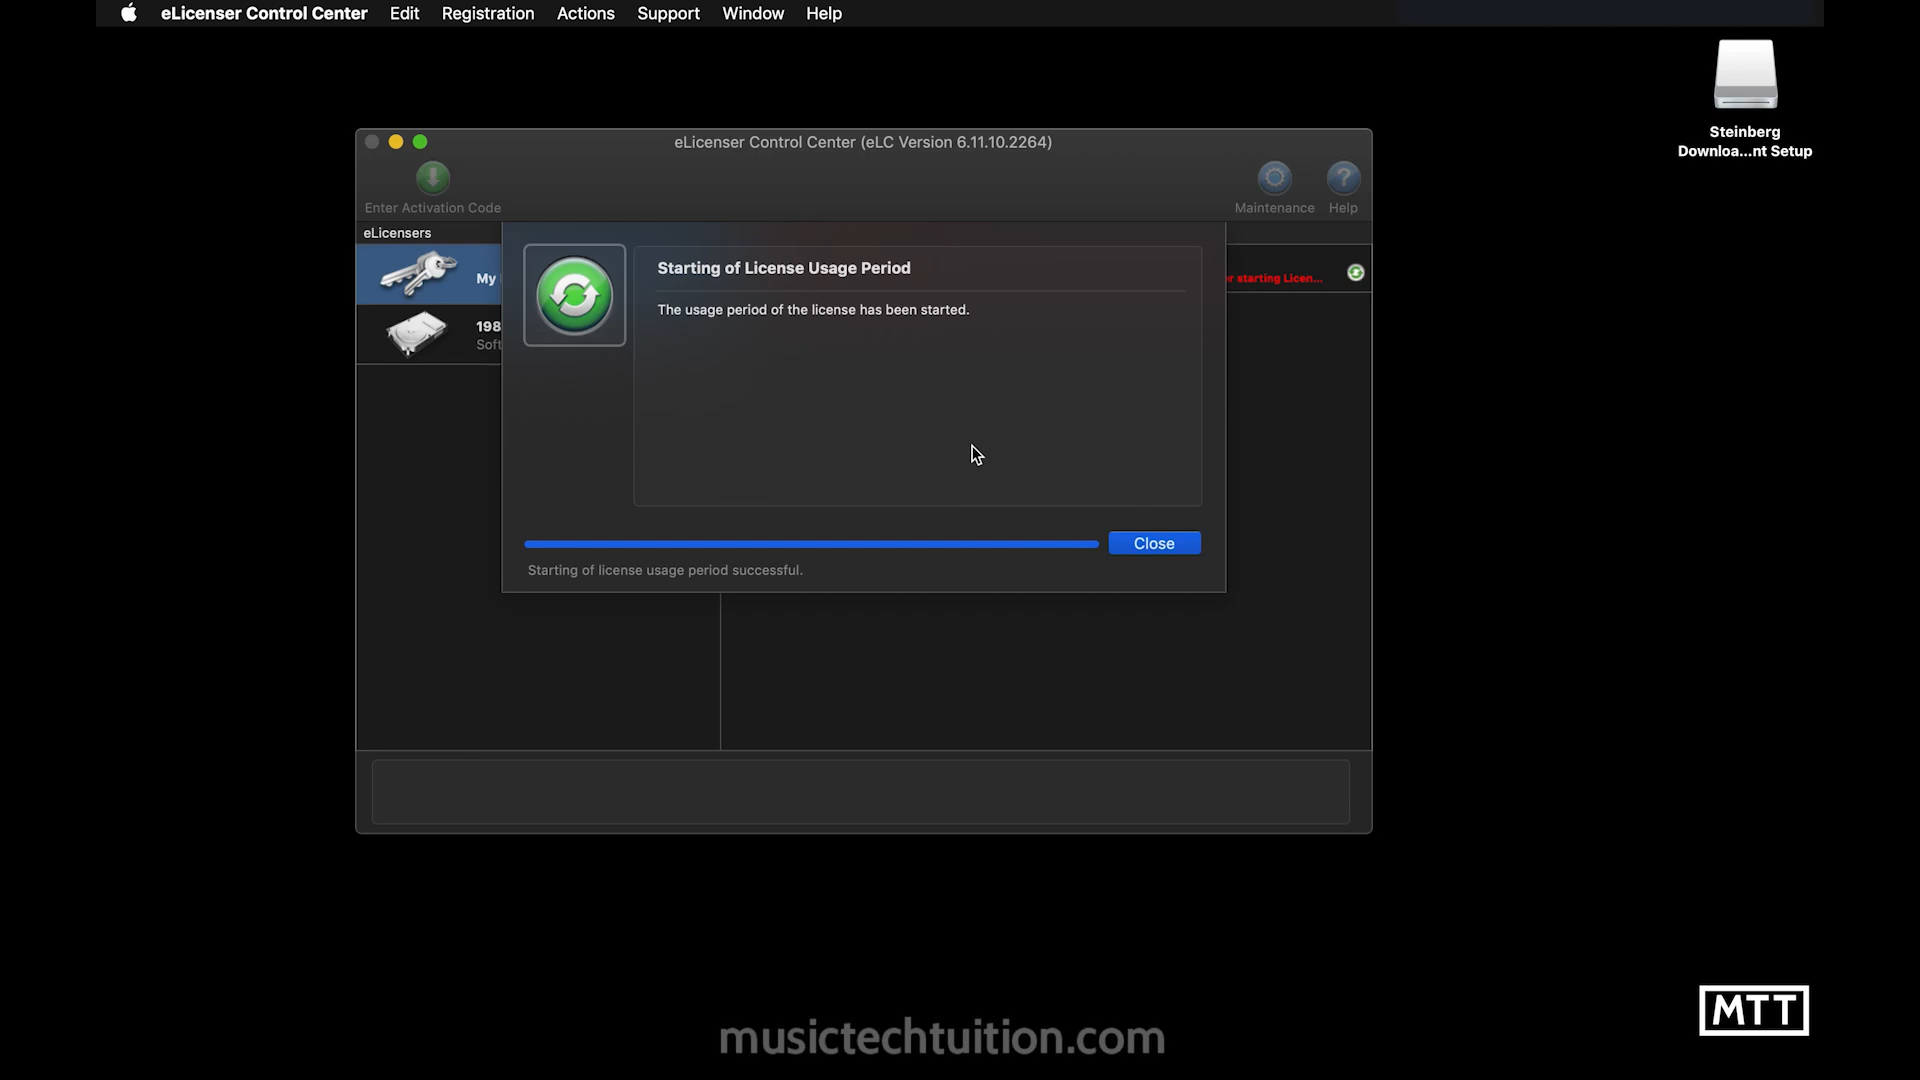 eLicenser Control Center Edit Registration Actions Support Window Help
Steinberg
Downloa...nt Setup
eLicenser Control Center (eLC Version 6.11.10.2264)
Enter Activation Code
Maintenance Help
eLicensers
My
198
Soft
Starting of License Usage Period
The usage period of the license has been started.
r starting Licen...
Close
Starting of license usage period successful.
MTT
musictechtuition.com